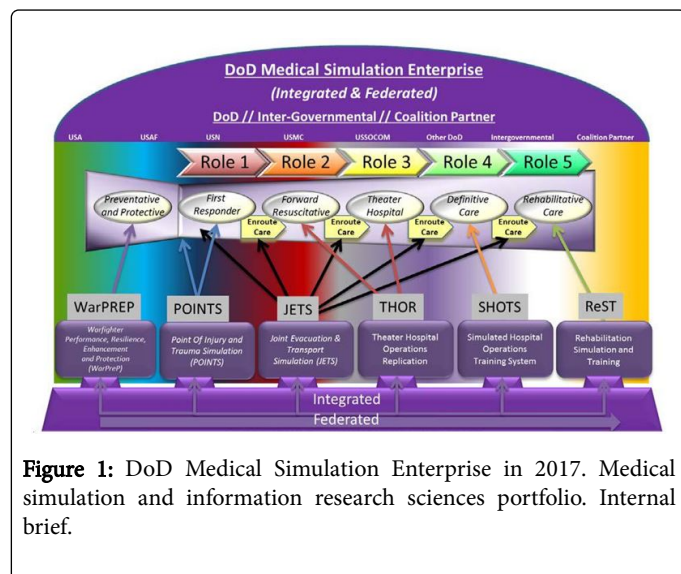 DoD Medical Simulation Enterprise
(Integrated & Federated)
DoD // Inter-Governmental // Coalition Partner
USA USAF USN USMC USSOCOM Other DoD Intergovernmental Coalition Partner
Role 1 Role 2 Role 3 Role 4 Role 5
Preventative
and Protective
First
Responder
Forward
Resuscitative
Theater
Hospital
Definitive
Care
Rehabilitative
Care
Enroute
Care
Enroute
Care
Enroute
Care
Enroute
Care
WarPREP POINTS JETS THOR SHOTS ReST
Warfighter
Performance, Resilience,
Enhancement
and Protection
(WarPreP)
Point Of Injury and
Trauma Simulation
(POINTS)
Joint Evacuation &
Transport
Simulation (JETS)
Theater Hospital
Operations
Replication
Simulated Hospital
Operations
Training System
Rehabilitation
Simulation and
Training
Integrated
Federated
Figure 1: DoD Medical Simulation Enterprise in 2017. Medical
simulation and information research sciences portfolio. Internal
brief.